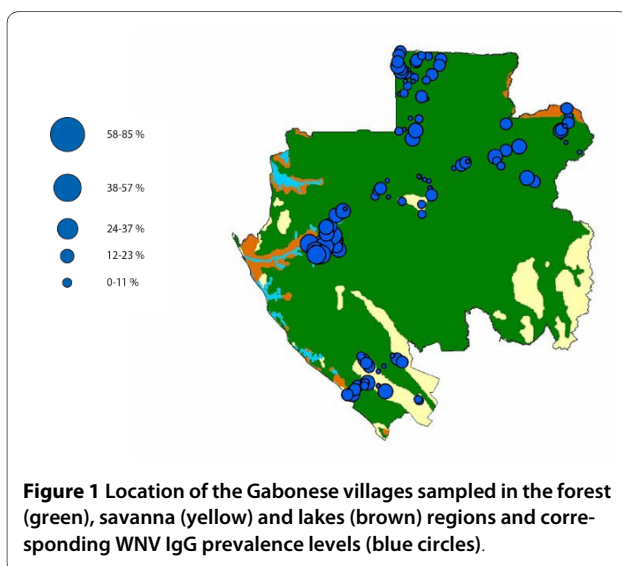 58-85 %
38-57 %
24-37 %
12-23 %
0-11 %
Figure 1 Location of the Gabonese villages sampled in the forest
(green), savanna (yellow) and lakes (brown) regions and corre-
sponding WNV IgG prevalence levels (blue circles).